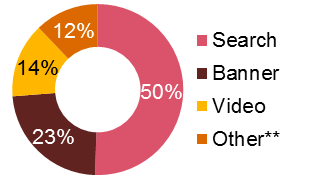 12%
14%
50%
23%
Search
Banner
Video
Other**